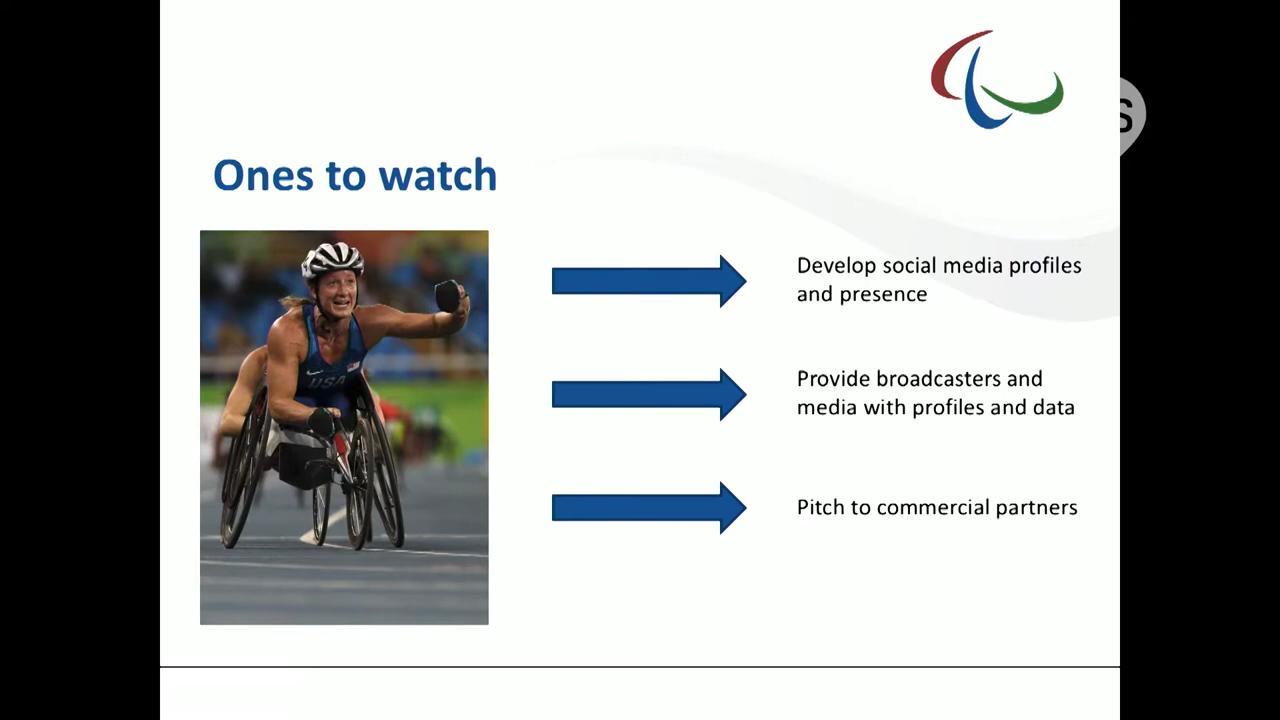 Ones to watch
Develop social media profiles
and presence
Provide broadcasters and
media with profiles and data
Pitch to commercial partners
USA
S